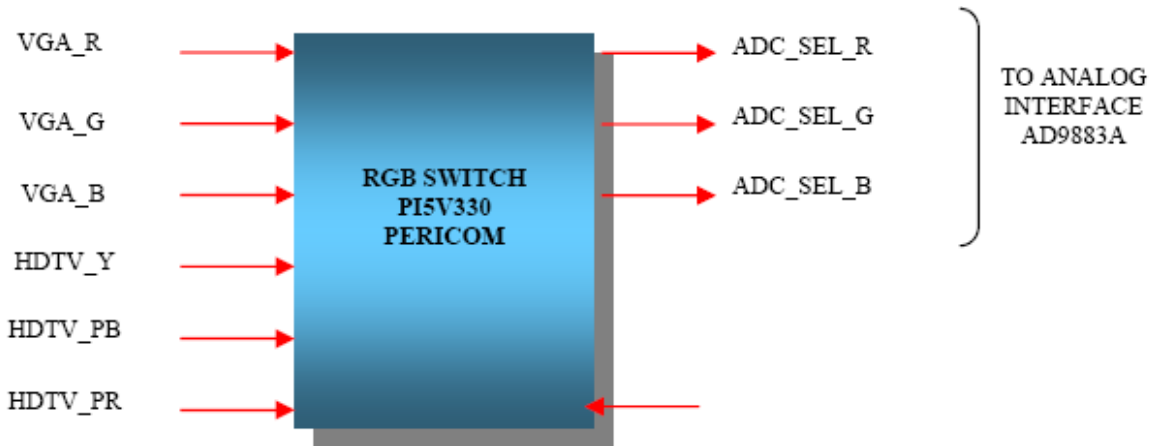 VGA_R
VGA_G
VGA_B
HDTV_Y
HDTV_PB
HDTV_PR
RGB SWITCH
PI5V330
PERICOM
ADC_SEL_R
ADC_SEL_G
ADC_SEL_B
TO ANALOG
INTERFACE
AD9883A